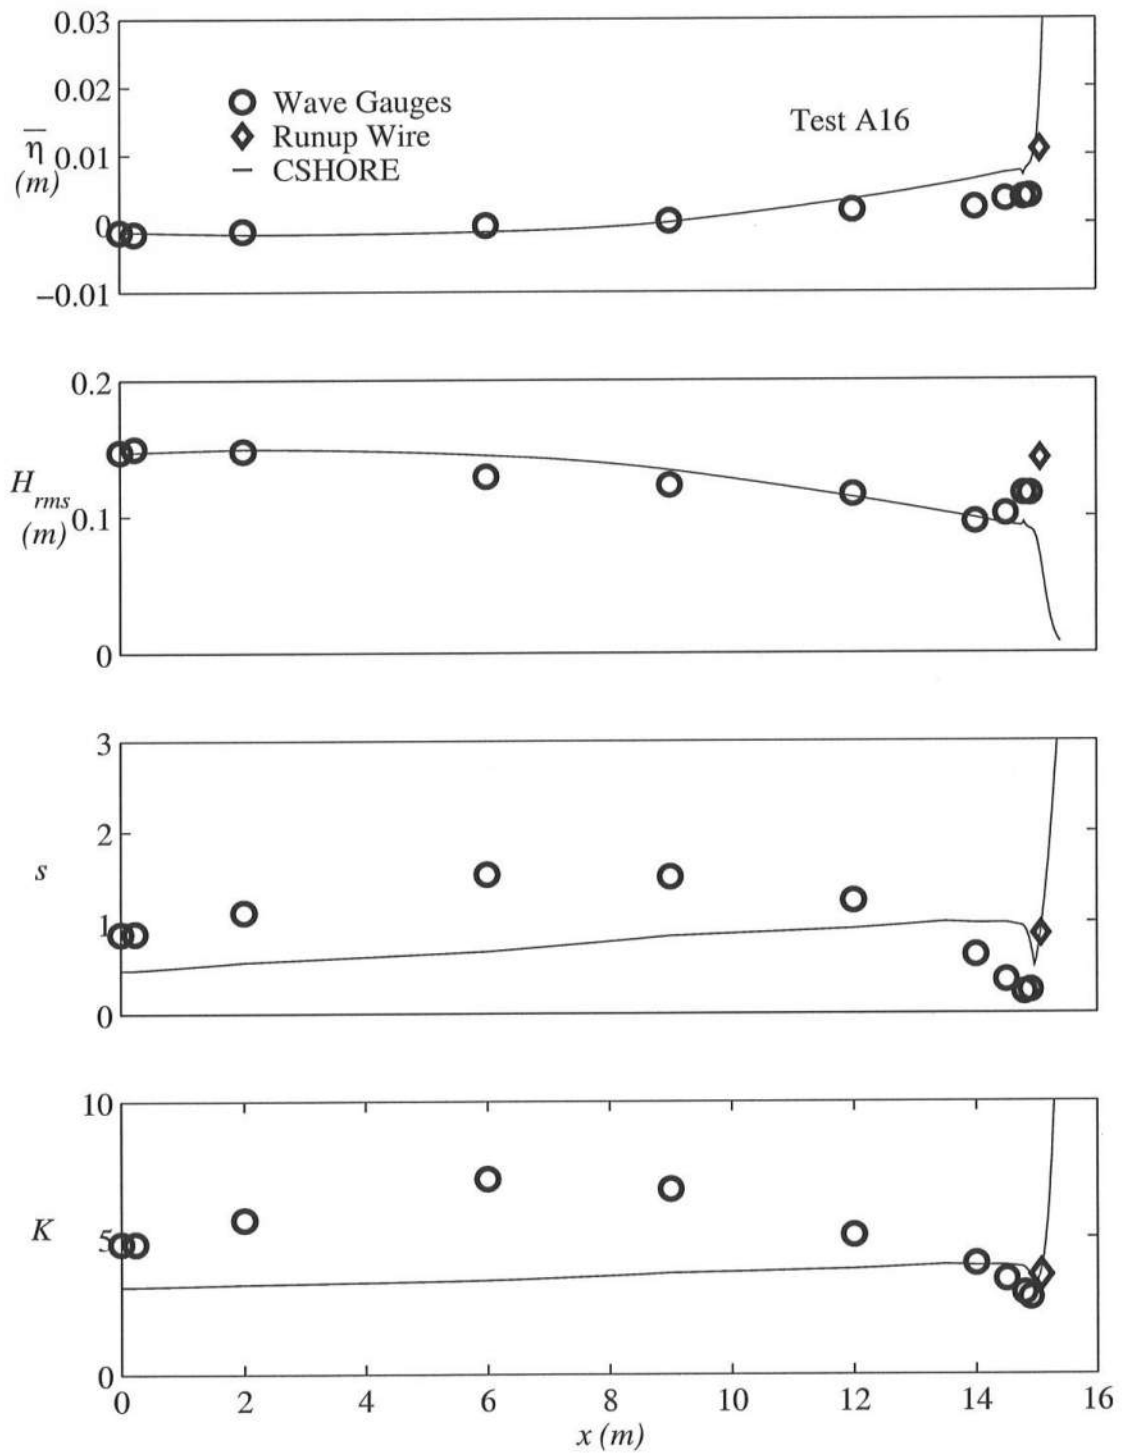 0.03
0.02
Wave Gauges
Test A16
Runup Wire
η̅ 0.01
(m)
CSHORE
0
−0.01
0.2
H rms
(m) 0.1
0
3
2
s
1
0
10
K
5
0
0 2 4 6 8 10 12 14 16
x (m)